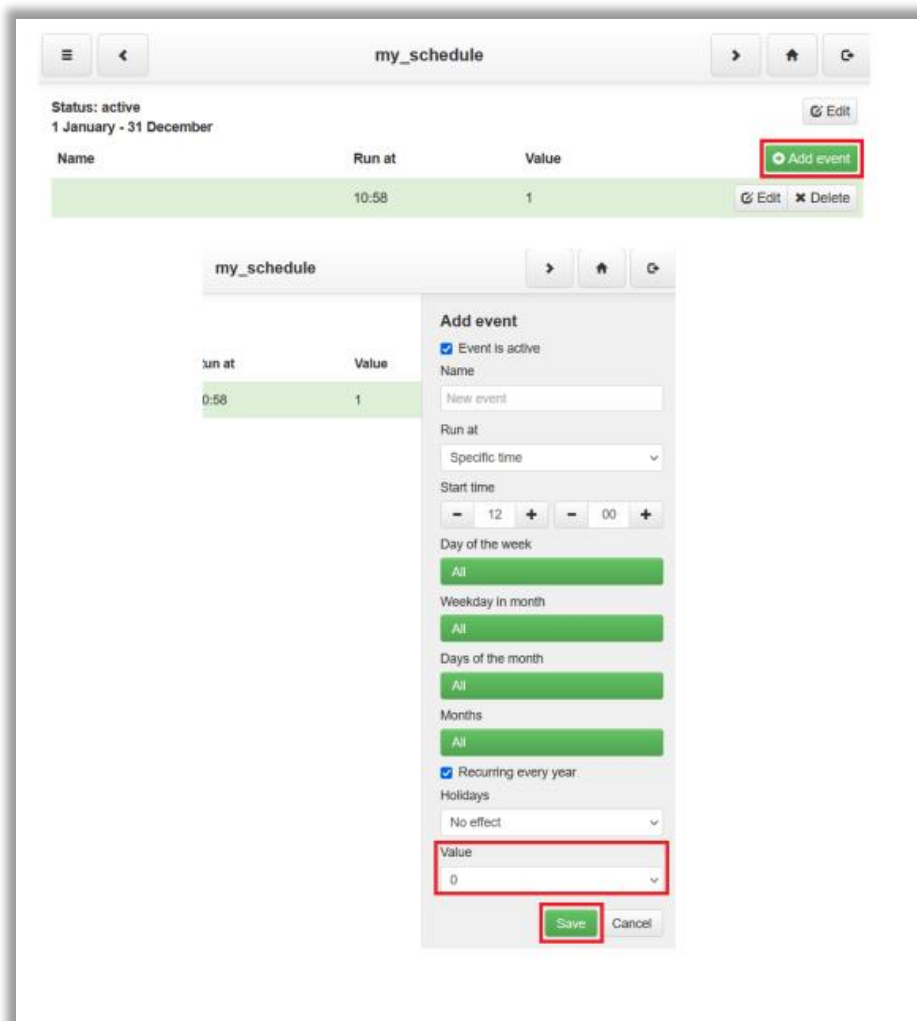 my_schedule
Status: active
Edit
1 January - 31 December
Name Run at Value Add event
10:58 1 Edit Delete
my_schedule
Add event
Event is active
Run at Value
Name
0:58 1
New event
Run at
Specific time
Start time
12 00
Day of the week
All
Weekday in month
All
Days of the month
All
Months
All
Recurring every year
Holidays
No effect
Value
0
Save Cancel